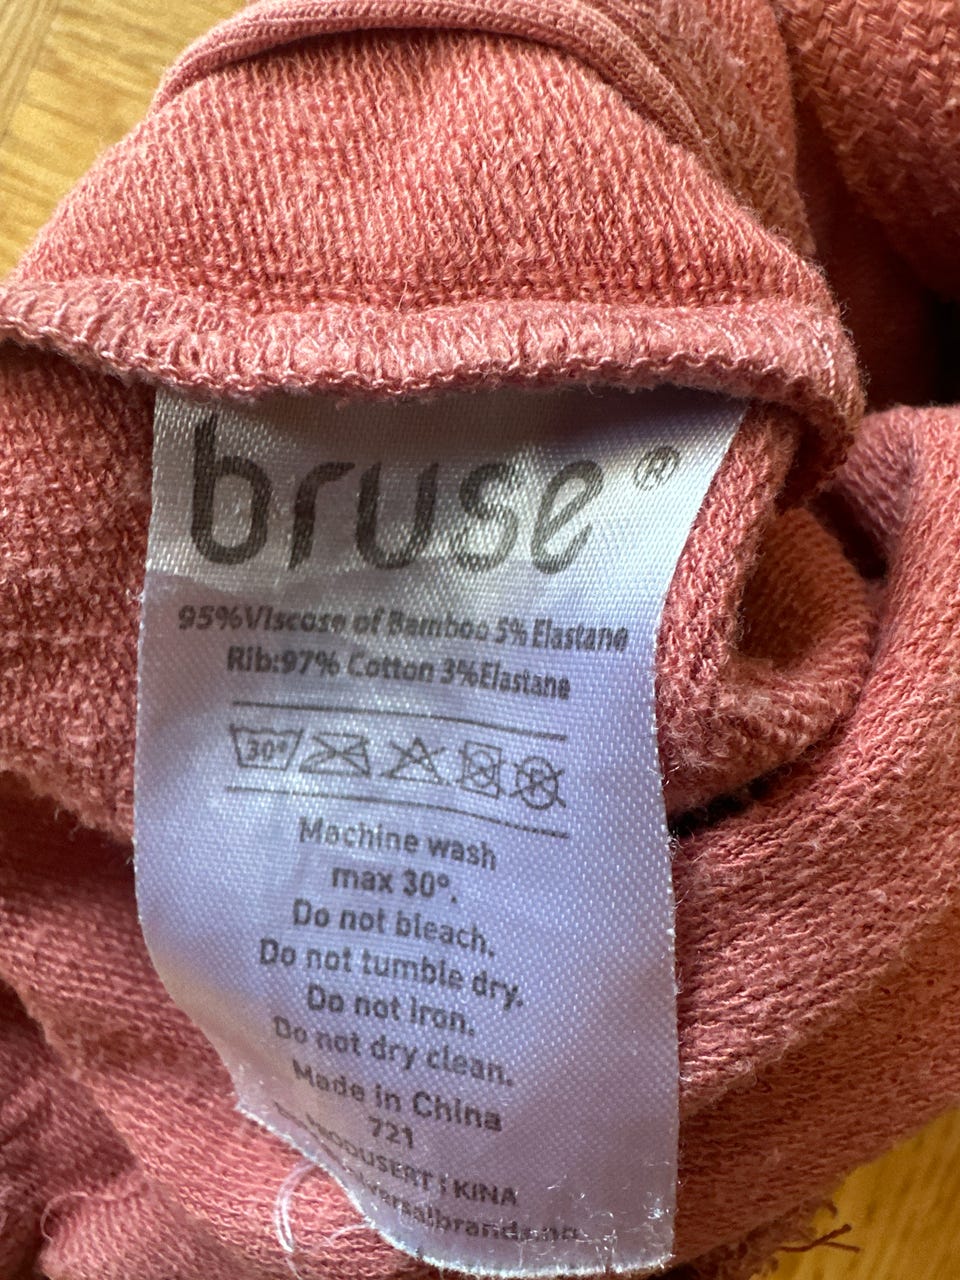 bruse®
95%Viscose of Bamboo 5% Elastane
Rib:97% Cotton 3%Elastane
30°
Machine wash
max 30°.
Do not bleach.
Do not tumble dry.
Do not iron.
Do not dry clean.
Made in China
721
PRODUSERT I KINA